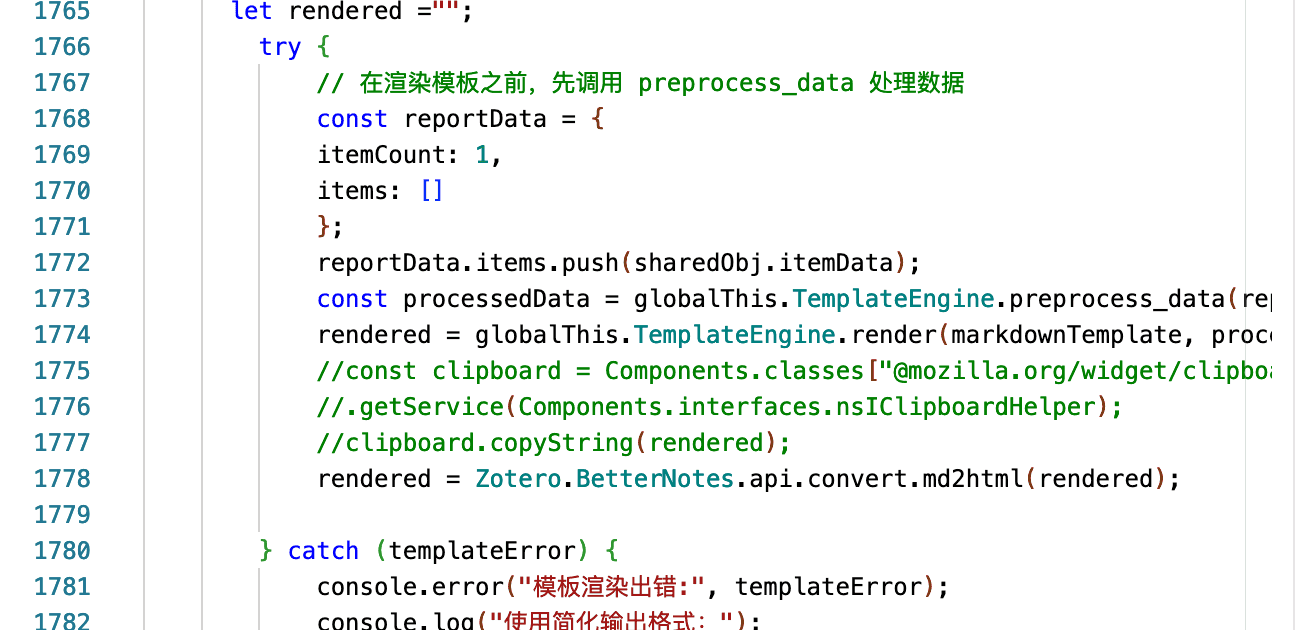 1765 let rendered ="";
1766 try {
1767 // 在渲染模板之前，先调用 preprocess_data 处理数据
1768 const reportData = {
1769 itemCount: 1,
1770 items: []
1771 };
1772 reportData.items.push(sharedObj.itemData);
1773 const processedData = globalThis.TemplateEngine.preprocess_data(rep
1774 rendered = globalThis.TemplateEngine.render(markdownTemplate, proce
1775 //const clipboard = Components.classes["@mozilla.org/widget/clipboa
1776 //.getService(Components.interfaces.nsIClipboardHelper);
1777 //clipboard.copyString(rendered);
1778 rendered = Zotero.BetterNotes.api.convert.md2html(rendered);
1779
1780 } catch (templateError) {
1781 console.error("模板渲染出错:", templateError);
1782 console.log("使用简化输出格式：");